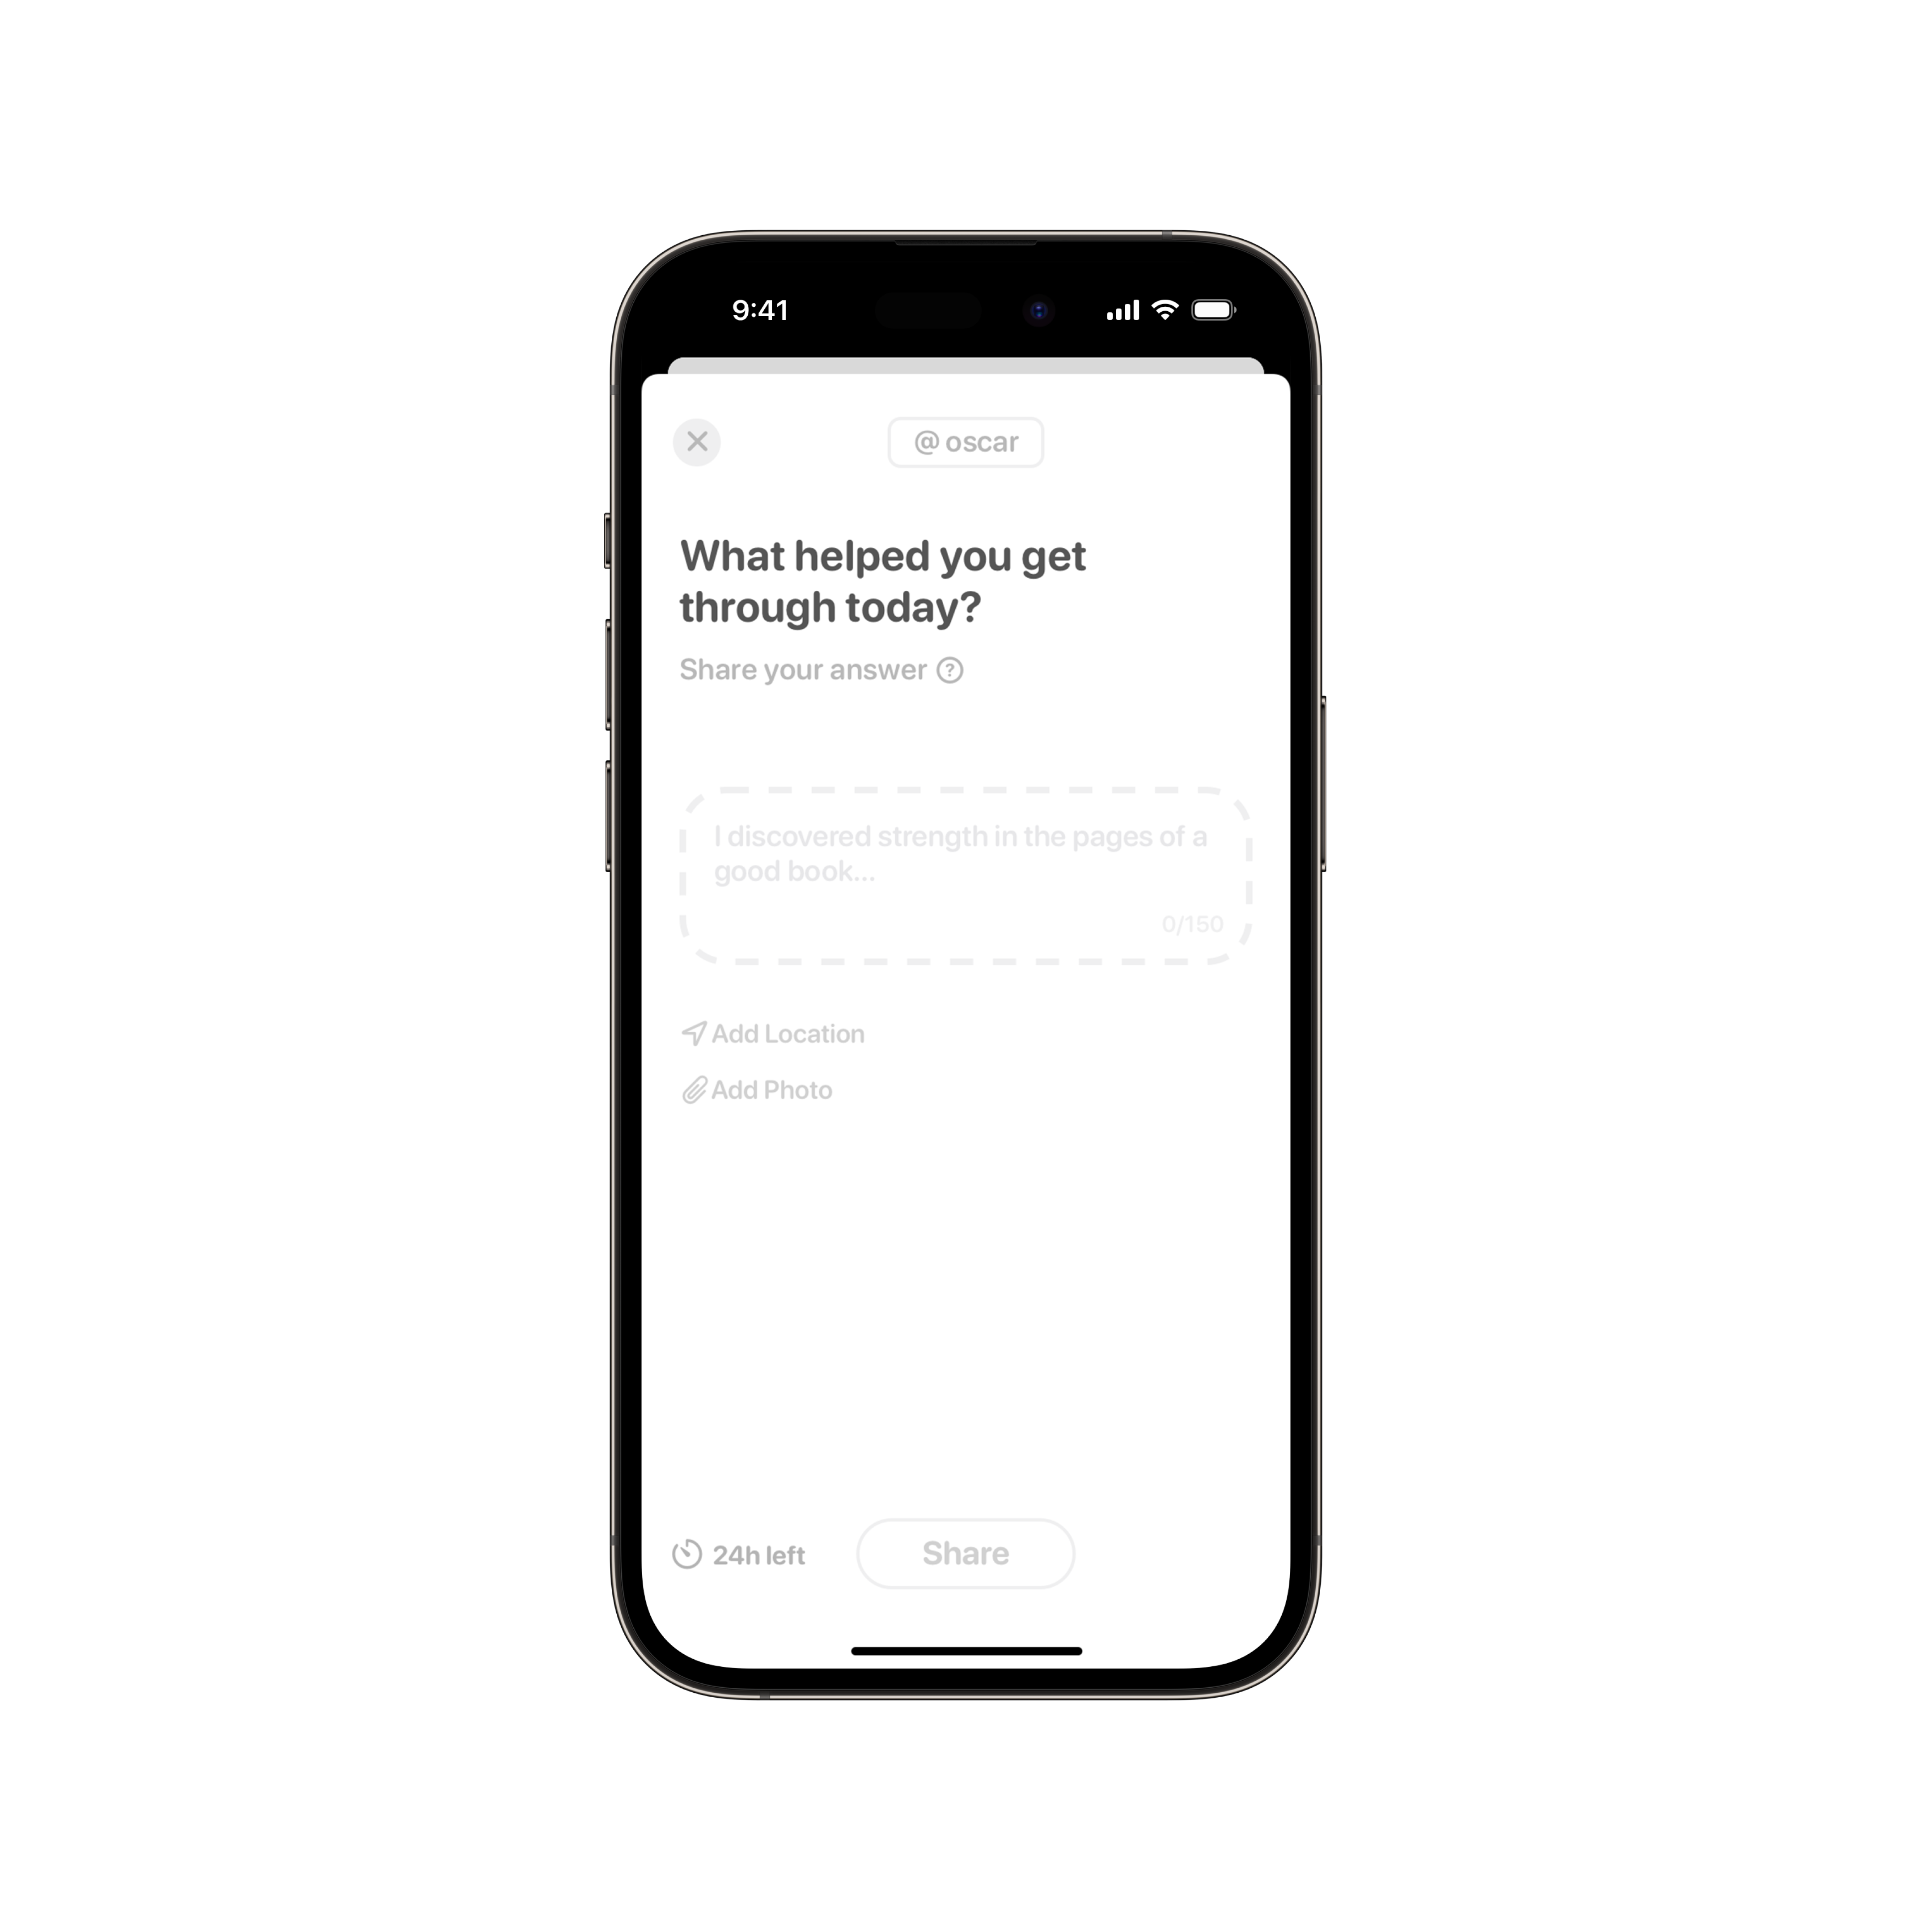 9:41
@ oscar
What helped you get
through today?
Share your answer ?
I discovered strength in the pages of a
good book...
0/150
Add Location
Add Photo
24h left
Share